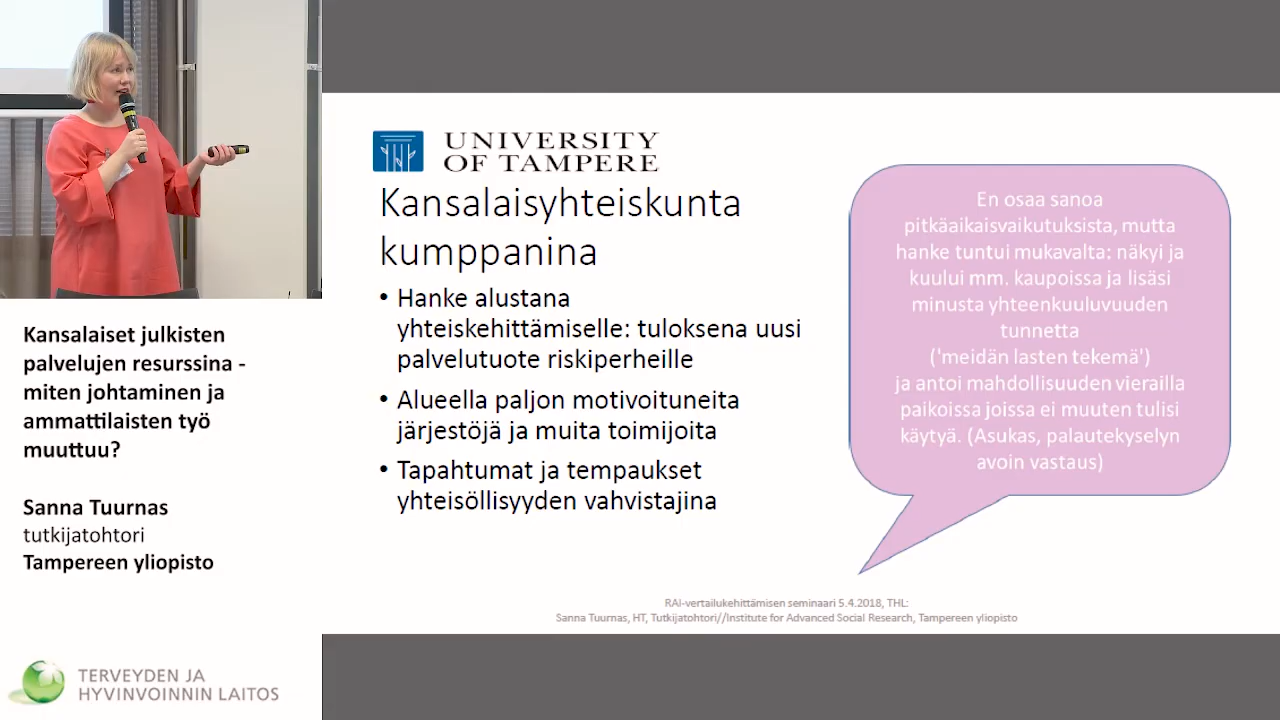 Kansalaiset julkisten
palvelujen resurssina -
miten johtaminen ja
ammattilaisten työ
muuttuu?
Sanna Tuurnas
tutkijatohtori
Tampereen yliopisto
TERVEYDEN JA
HYVINVOINNIN LAITOS
UNIVERSITY
OF TAMPERE
Kansalaisyhteiskunta
kumppanina
• Hanke alustana
yhteiskehittämiselle: tuloksena uusi
palvelutuote riskiperheille
• Alueella paljon motivoituneita
järjestöjä ja muita toimijoita
• Tapahtumat ja tempaukset
yhteisöllisyyden vahvistajina
En osaa sanoa
pitkäaikaisvaikutuksista, mutta
hanke tuntui mukavalta: näkyi ja
kuului mm. kaupoissa ja lisäsi
minusta yhteenkuuluvuuden
tunnetta
('meidän lasten tekemä')
ja antoi mahdollisuuden vierailla
paikoissa joissa ei muuten tulisi
käytyä. (Asukas, palautekyselyn
avoin vastaus)
RAI-vertailukehittämisen seminaari 5.4.2018, THL:
Sanna Tuurnas, HT, Tutkijatohtori//Institute for Advanced Social Research, Tampereen yliopisto